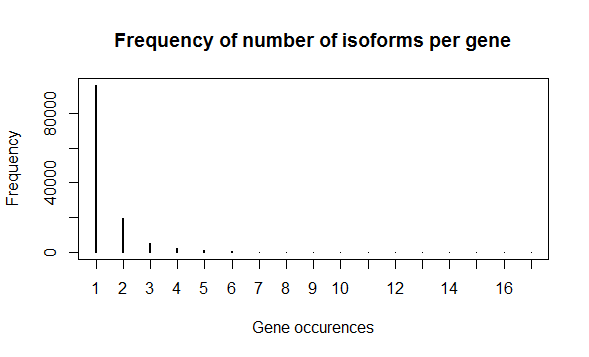 Frequency of number of isoforms per gene
Frequency
80000
40000
0
1 2 3 4 5 6 7 8 9 10 12 14 16
Gene occurences